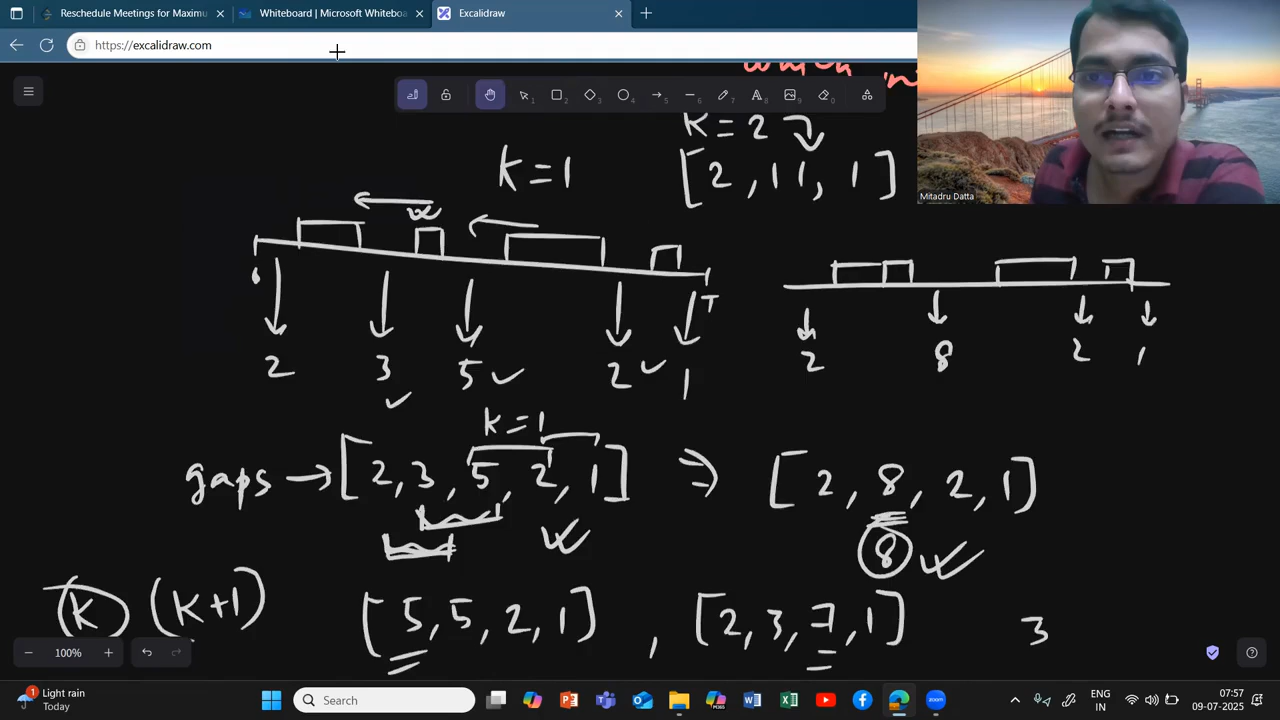 Reschedule Meetings for Maximu
Whiteboard | Microsoft Whiteboa
Excalidraw
https://excalidraw.com
which
K = 2
k = 1
[2, 11, 1]
Mitadru Datta
x
T
2
3
5
2
1
2
8
2
1
k = 1
gaps → [2, 3, 5, 2, 1] ⇒ [2, 8, 2, 1]
8
k (k+1) [5, 5, 2, 1] , [2, 3, 7, 1] 3
100%
Light rain
Today
1
Search
ENG
IN
07:57
09-07-2025